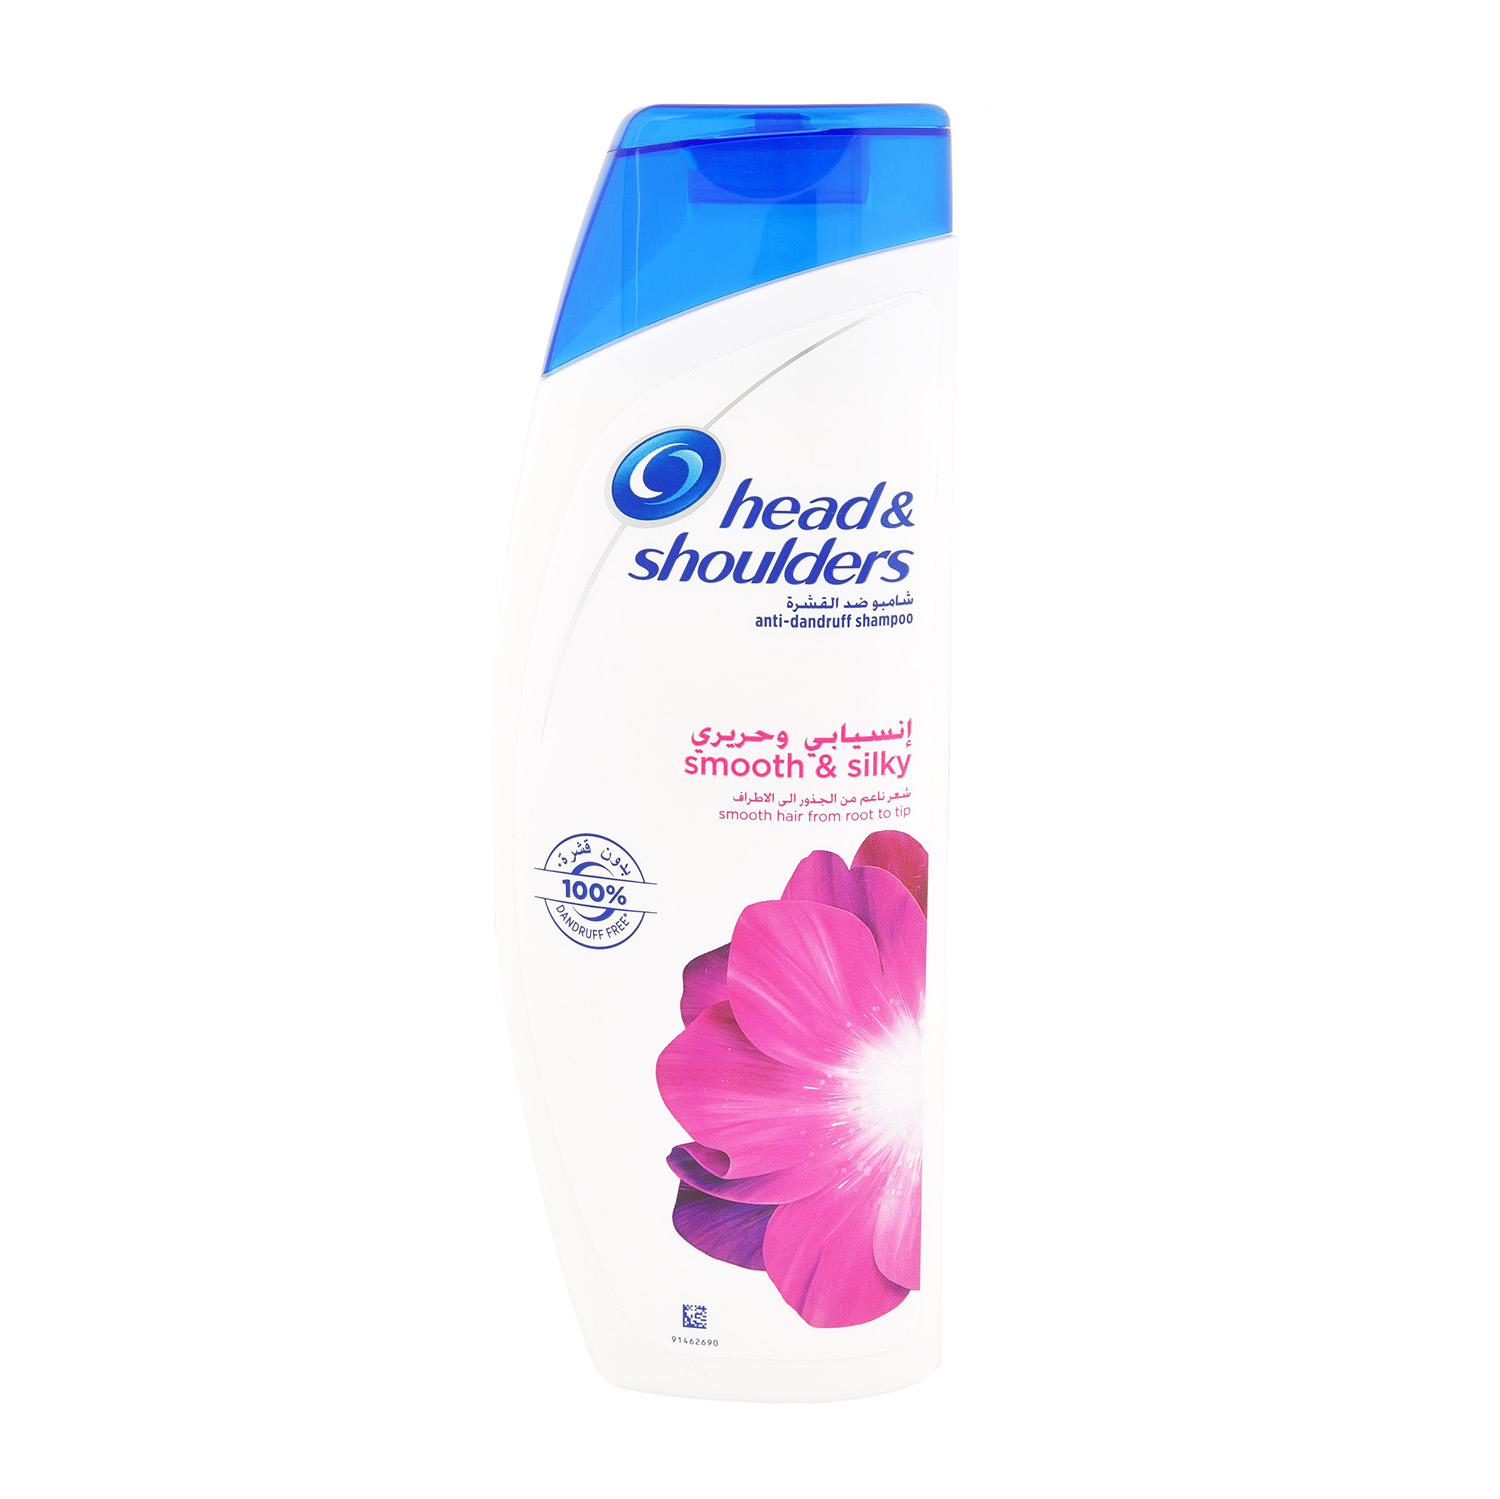 head &
shoulders
شامبو ضد القشرة
anti-dandruff shampoo
إنسيابي وحريري
smooth & silky
شعر ناعم من الجذور الى الاطراف
smooth hair from root to tip
بدون قشرة*
100%
DANDRUFF FREE*
91462690